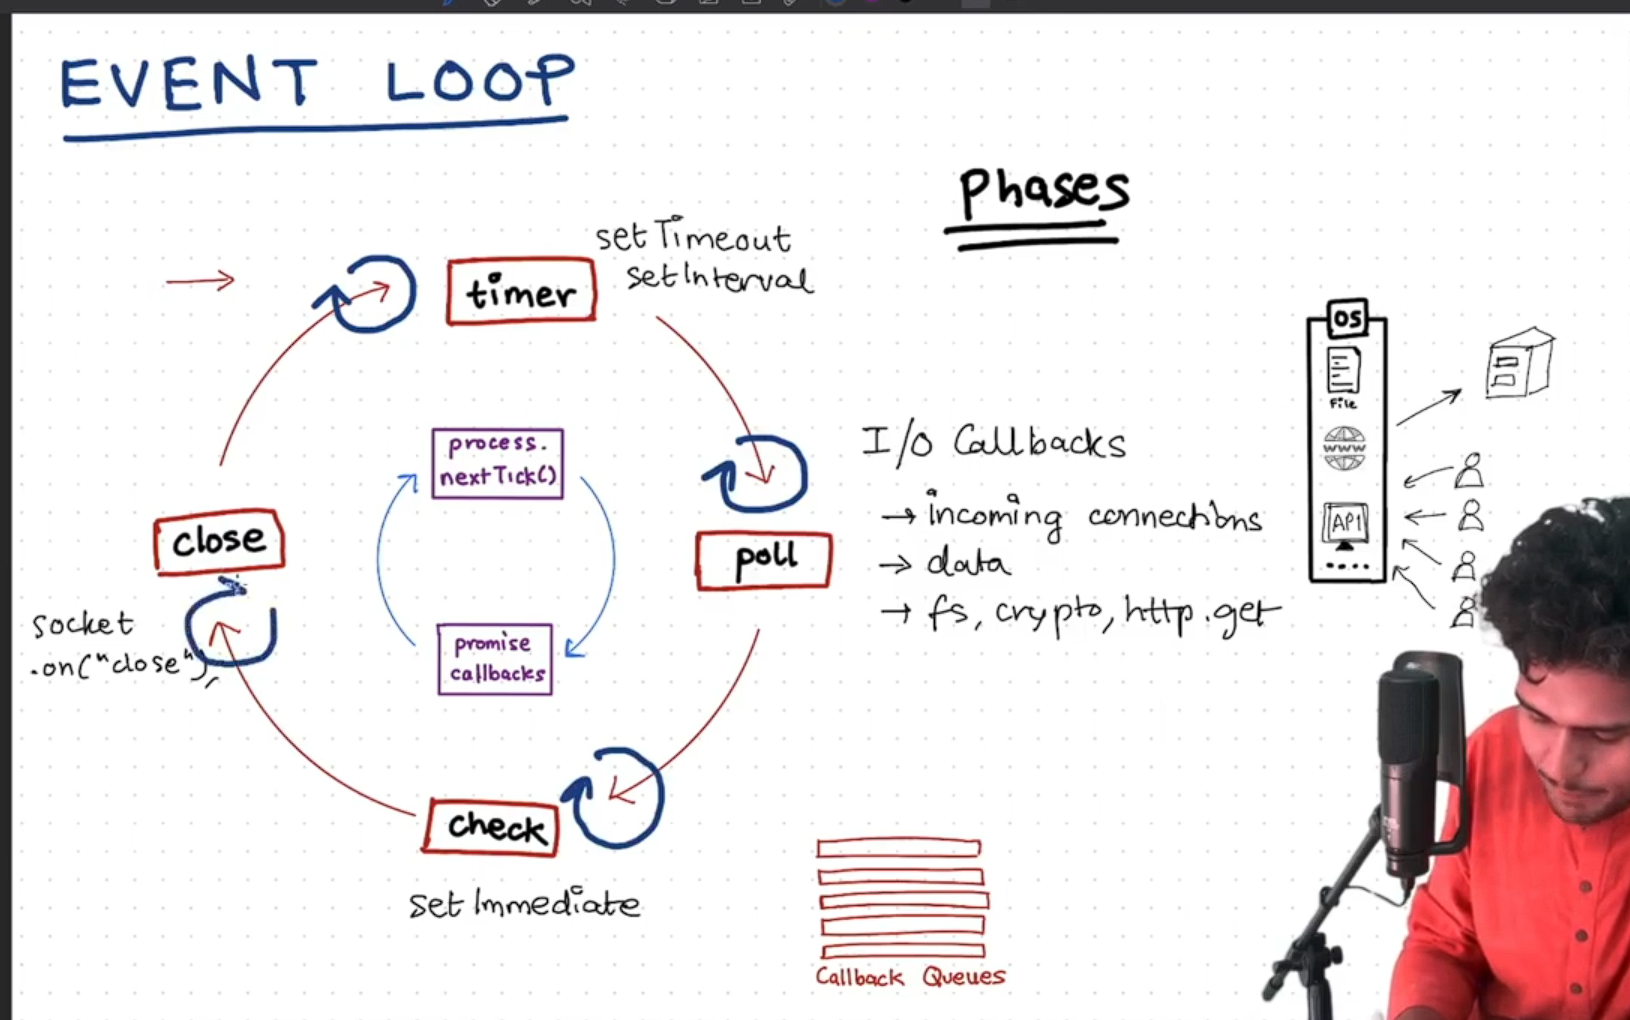 EVENT LOOP
Phases
setTimeout
setInterval
timer
process.
nextTick()
close
socket
.on("close"),
poll
I/O Callbacks
→ incoming connections
→ data
→ fs, crypto, http.get
promise
callbacks
check
setImmediate
Callback Queues
OS
File
WWW
API